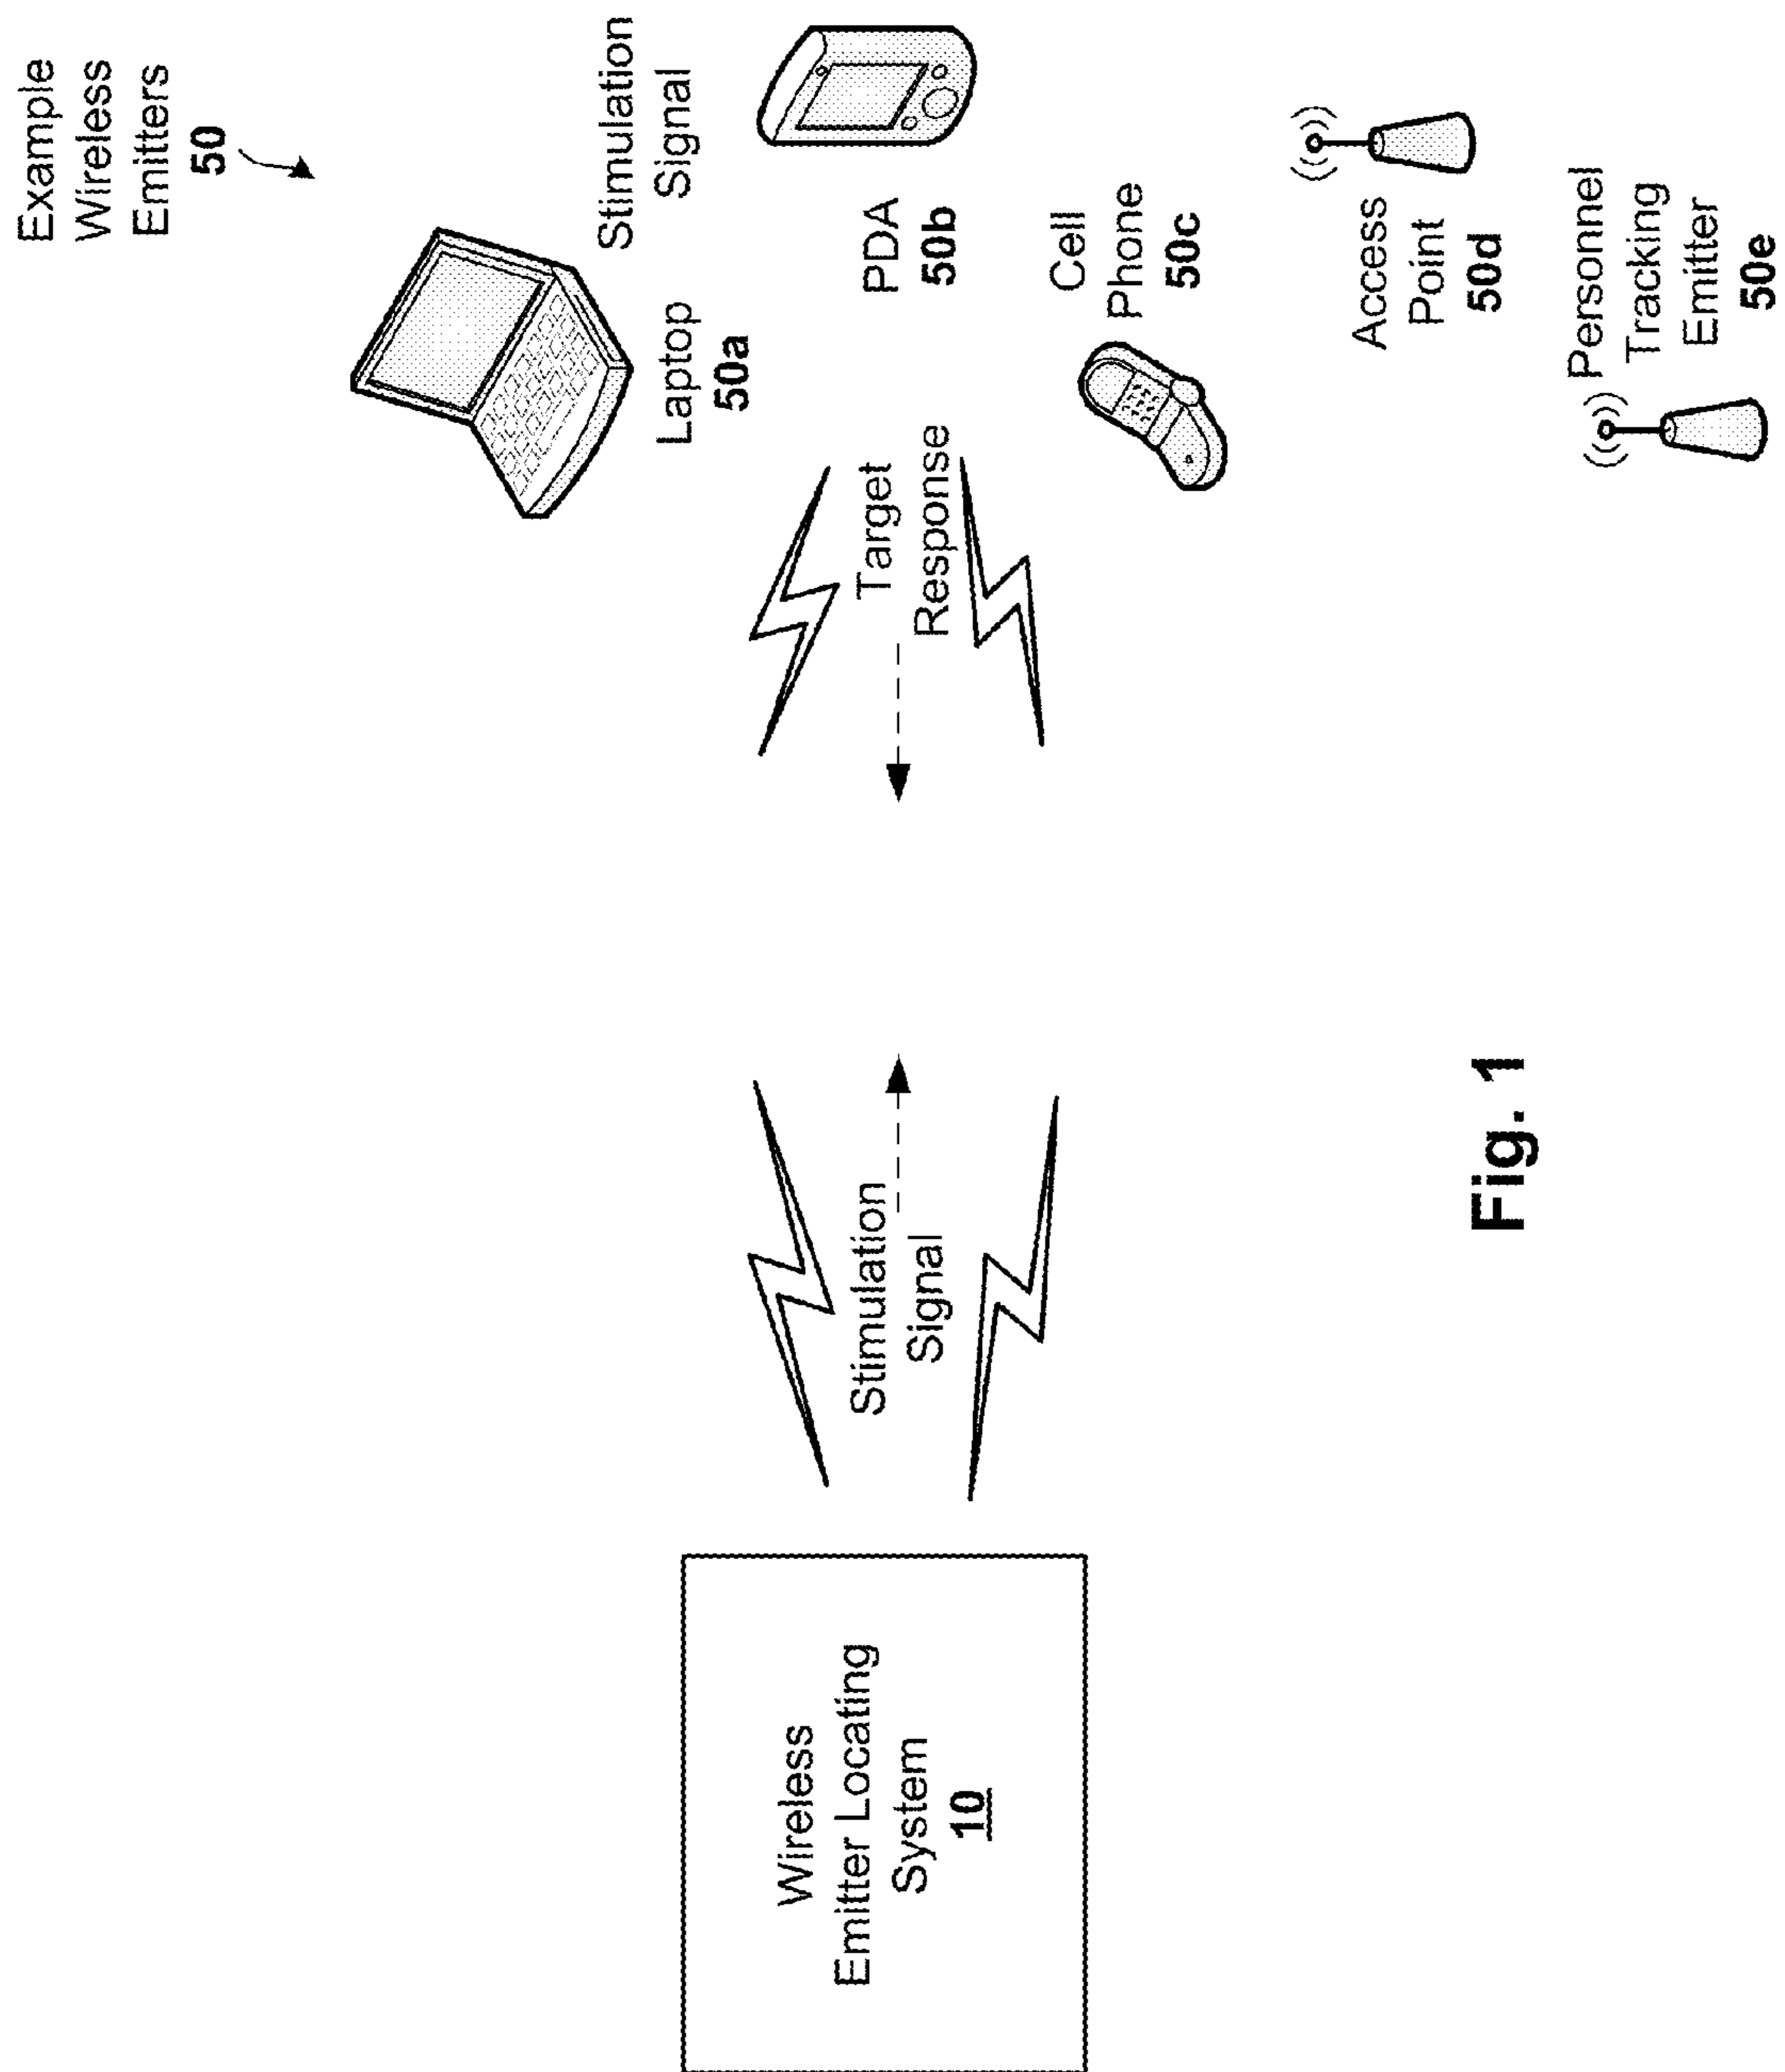 Example
Wireless
Emitters
50
Stimulation
Signal
Laptop
50a
PDA
50b
Cell
Phone
50c
Access
Point
50d
Personnel
Tracking
Emitter
50e
Target
Response
Stimulation
Signal
Wireless
Emitter Locating
System
10
Fig. 1